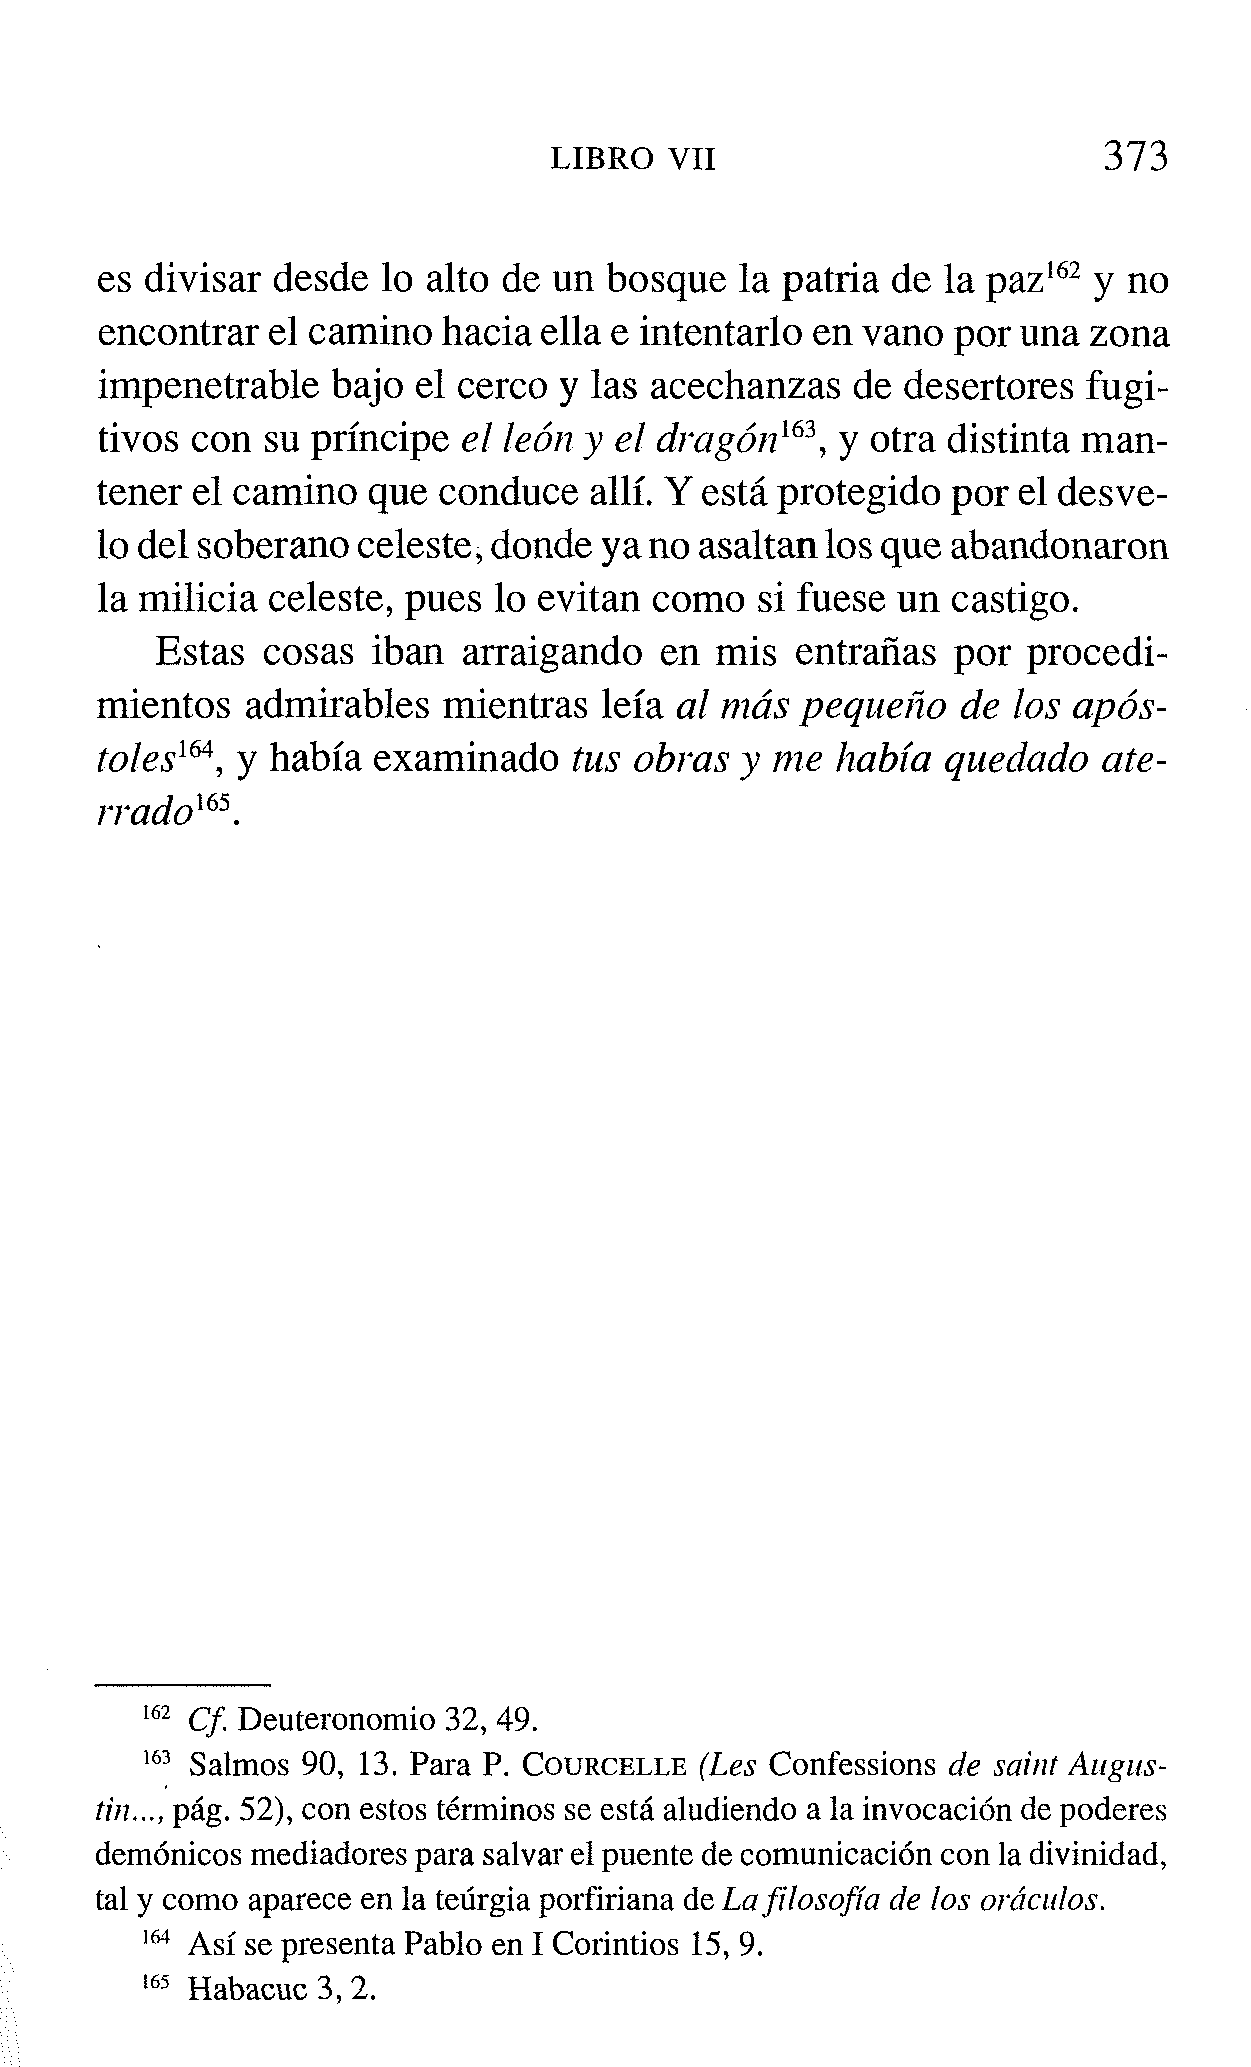 LIBRO VII 373
es divisar desde lo alto de un bosque la patria de la paz¹⁶² y no
encontrar el camino hacia ella e intentarlo en vano por una zona
impenetrable bajo el cerco y las acechanzas de desertores fugi-
tivos con su príncipe el león y el dragón¹⁶³, y otra distinta man-
tener el camino que conduce allí. Y está protegido por el desve-
lo del soberano celeste, donde ya no asaltan los que abandonaron
la milicia celeste, pues lo evitan como si fuese un castigo.
Estas cosas iban arraigando en mis entrañas por procedi-
mientos admirables mientras leía al más pequeño de los após-
toles¹⁶⁴, y había examinado tus obras y me había quedado ate-
rrado¹⁶⁵.
¹⁶² Cf. Deuteronomio 32, 49.
¹⁶³ Salmos 90, 13. Para P. COURCELLE (Les Confessions de saint Augus-
tin..., pág. 52), con estos términos se está aludiendo a la invocación de poderes
demónicos mediadores para salvar el puente de comunicación con la divinidad,
tal y como aparece en la teúrgia porfiriana de La filosofía de los oráculos.
¹⁶⁴ Así se presenta Pablo en I Corintios 15, 9.
¹⁶⁵ Habacuc 3, 2.